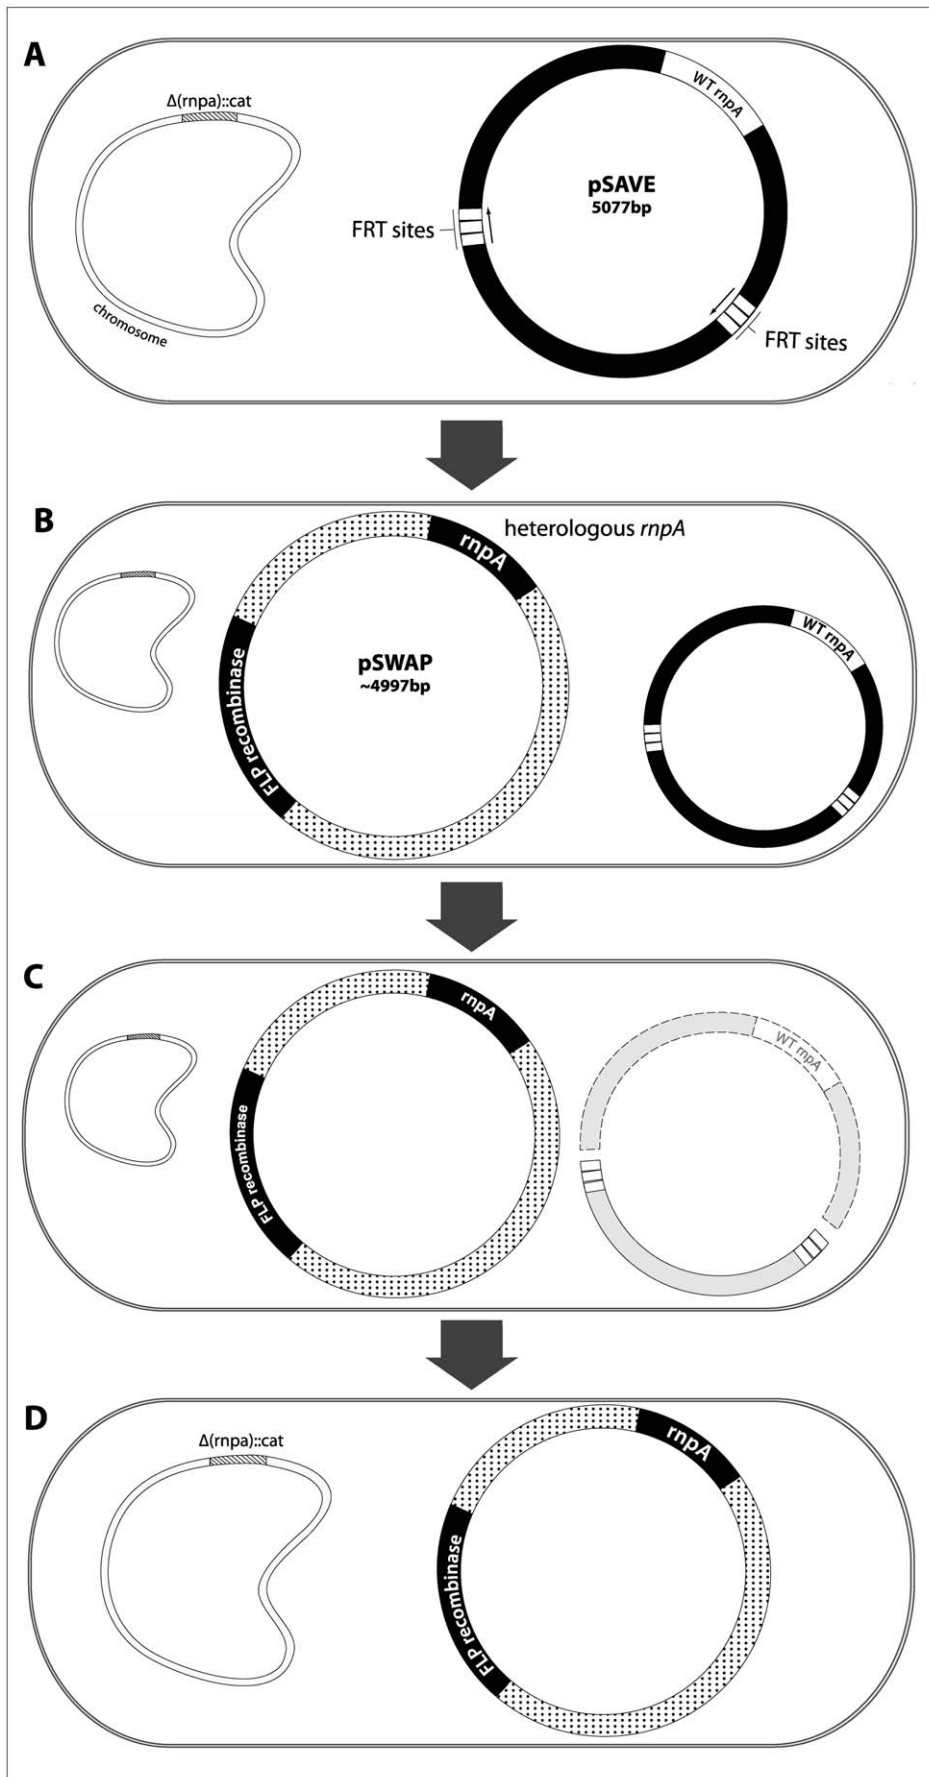 A
Δ(rnpa)::cat
WT rnpA
pSAVE
5077bp
FRT sites
chromosome
FRT sites
B
heterologous rnpA
rnpA
WT rnpA
pSWAP
~4997bp
FLP recombinase
C
rnpA
WT rnpA
FLP recombinase
D
Δ(rnpa)::cat
rnpA
FLP recombinase